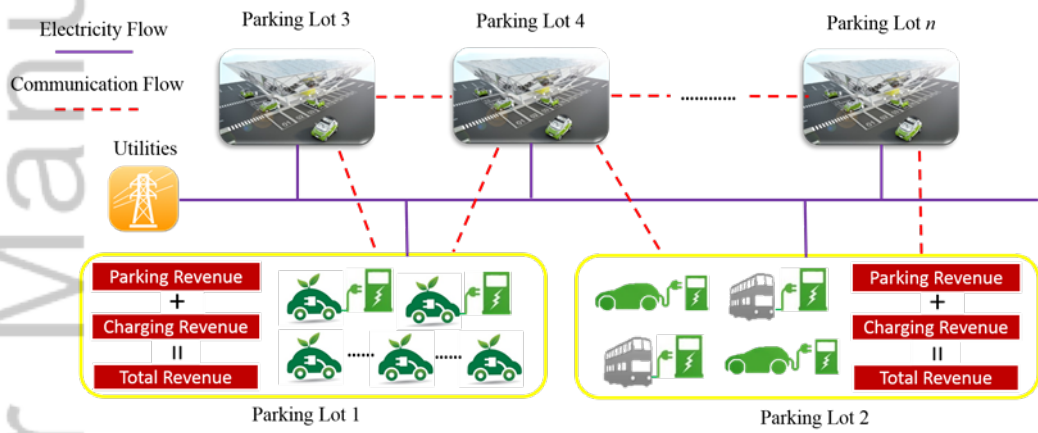 Electricity Flow
Communication Flow
Parking Lot 3
Parking Lot 4
Parking Lot n
............
Utilities
Parking Revenue
+
Charging Revenue
=
Total Revenue
......
......
Parking Lot 1
Parking Revenue
+
Charging Revenue
=
Total Revenue
Parking Lot 2
r Manu